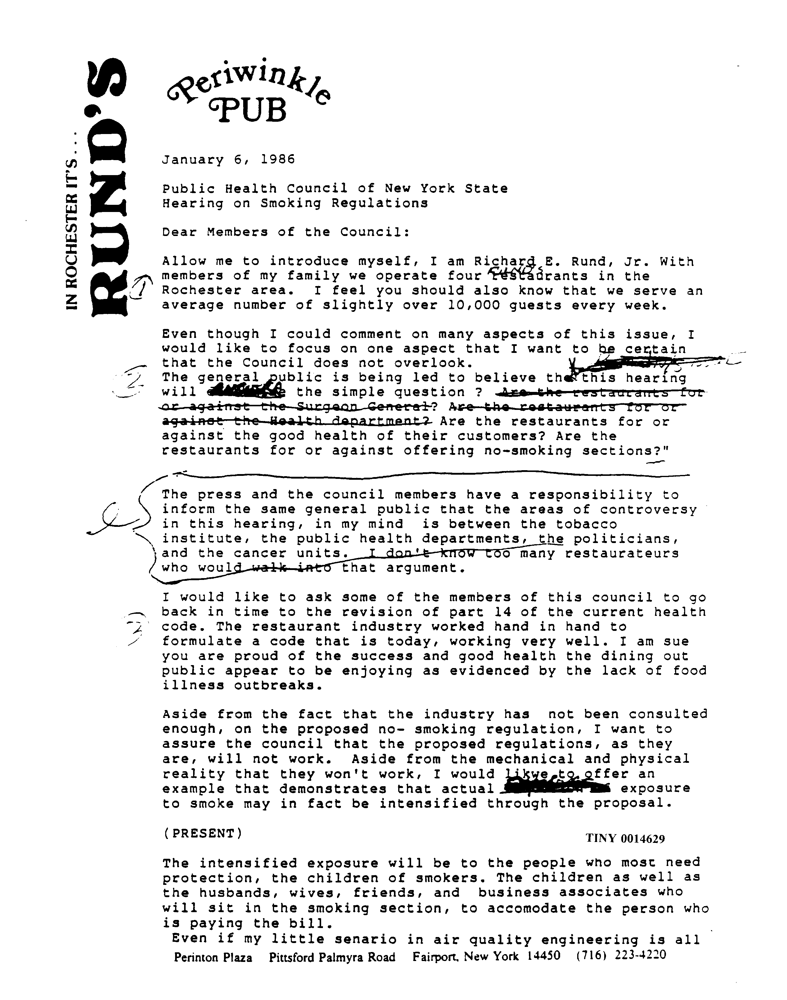 IN ROCHESTER IT'S....
RUND'S
Periwinkle
PUB
January 6, 1986
Public Health Council of New York State
Hearing on Smoking Regulations
Dear Members of the Council:
Allow me to introduce myself, I am Richard E. Rund, Jr. With
RUND'S
members of my family we operate four restaurants in the
1
Rochester area.  I feel you should also know that we serve an
average number of slightly over 10,000 guests every week.
Even though I could comment on many aspects of this issue, I
would like to focus on one aspect that I want to be certain
that the Council does not overlook.
2
The general public is being led to believe the this hearing
will the simple question ? Are the restaurants for
or against the Surgeon General? Are the restaurants for or
against the Health department? Are the restaurants for or
against the good health of their customers? Are the
restaurants for or against offering no-smoking sections?"
The press and the council members have a responsibility to
inform the same general public that the areas of controversy
in this hearing, in my mind  is between the tobacco
institute, the public health departments, the politicians,
and the cancer units.  I don't know too many restaurateurs
who would walk into that argument.
I would like to ask some of the members of this council to go
back in time to the revision of part 14 of the current health
3
code. The restaurant industry worked hand in hand to
formulate a code that is today, working very well. I am sue
you are proud of the success and good health the dining out
public appear to be enjoying as evidenced by the lack of food
illness outbreaks.
Aside from the fact that the industry has  not been consulted
enough, on the proposed no- smoking regulation, I want to
assure the council that the proposed regulations, as they
are, will not work.  Aside from the mechanical and physical
reality that they won't work, I would likwe to offer an
example that demonstrates that actual exposure
to smoke may in fact be intensified through the proposal.
(PRESENT)
TINY 0014629
The intensified exposure will be to the people who most need
protection, the children of smokers. The children as well as
the husbands, wives, friends, and  business associates who
will sit in the smoking section, to accomodate the person who
is paying the bill.
Even if my little senario in air quality engineering is all
Perinton Plaza Pittsford Palmyra Road Fairport, New York 14450 (716) 223-4220